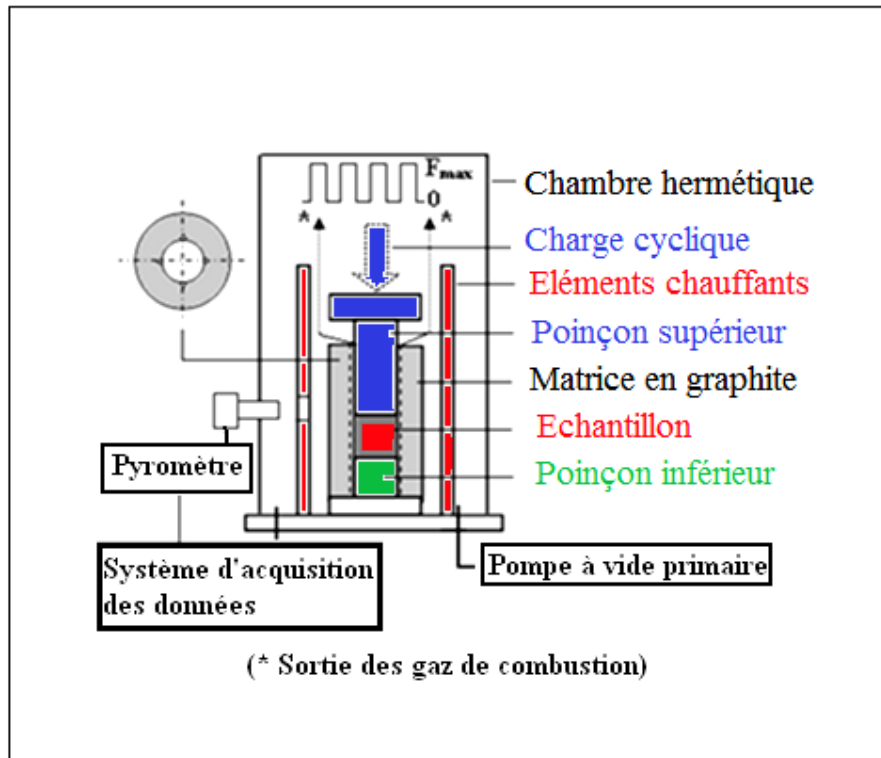 Fmax
0
* *
Chambre hermétique
Charge cyclique
Eléments chauffants
Poinçon supérieur
Matrice en graphite
Echantillon
Poinçon inférieur
Pyromètre
Système d'acquisition
des données
Pompe à vide primaire
(* Sortie des gaz de combustion)